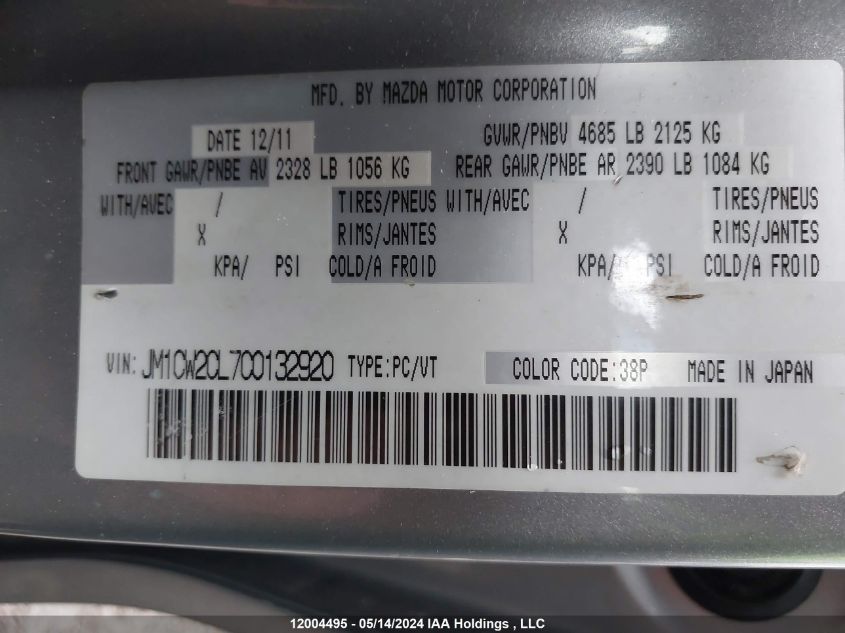 MFD. BY MAZDA MOTOR CORPORATION
DATE 12/11 GVWR/PNBV 4685 LB 2125 KG
FRONT GAWR/PNBE AV 2328 LB 1056 KG REAR GAWR/PNBE AR 2390 LB 1084 KG
WITH/AVEC / TIRES/PNEUS WITH/AVEC / TIRES/PNEUS
X RIMS/JANTES X RIMS/JANTES
KPA/ PSI COLD/A FROID KPA/ PSI COLD/A FROID
VIN: JM1CW2CL7C0132920 TYPE:PC/VT COLOR CODE:38P MADE IN JAPAN
12004495 - 05/14/2024 IAA Holdings , LLC